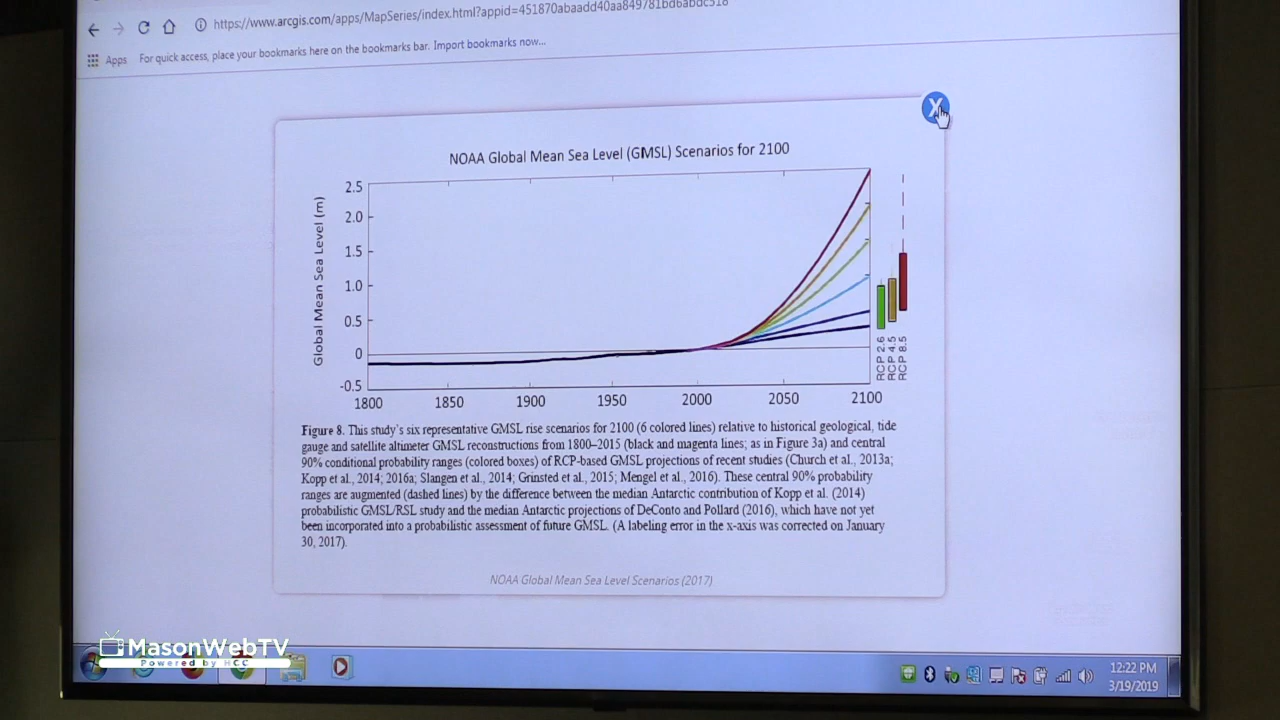 https://www.arcgis.com/apps/MapSeries/index.html?appid=451870abaadd40aa849781bd6abdc518
Apps For quick access, place your bookmarks here on the bookmarks bar. Import bookmarks now...
X
NOAA Global Mean Sea Level (GMSL) Scenarios for 2100
Global Mean Sea Level (m)
2.5
2.0
1.5
1.0
0.5
0
-0.5
1800 1850 1900 1950 2000 2050 2100
RCP 2.6
RCP 4.5
RCP 8.5
Figure 8. This study's six representative GMSL rise scenarios for 2100 (6 colored lines) relative to historical geological, tide
gauge and satellite altimeter GMSL reconstructions from 1800–2015 (black and magenta lines; as in Figure 3a) and central
90% conditional probability ranges (colored boxes) of RCP-based GMSL projections of recent studies (Church et al., 2013a;
Kopp et al., 2014; 2016a; Slangen et al., 2014; Grinsted et al., 2015; Mengel et al., 2016). These central 90% probability
ranges are augmented (dashed lines) by the difference between the median Antarctic contribution of Kopp et al. (2014)
probabilistic GMSL/RSL study and the median Antarctic projections of DeConto and Pollard (2016), which have not yet
been incorporated into a probabilistic assessment of future GMSL. (A labeling error in the x-axis was corrected on January
30, 2017).
NOAA Global Mean Sea Level Scenarios (2017)
MasonWebTV
Powered by HCC
12:22 PM
3/19/2019